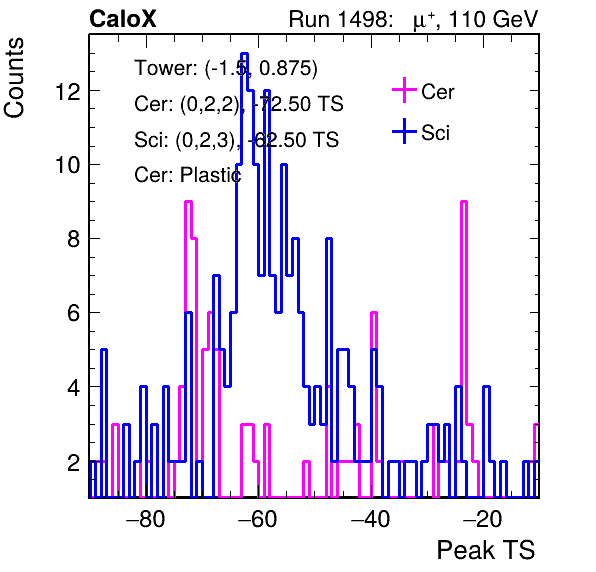 CaloX Run 1498: μ⁺, 110 GeV
Counts
Tower: (-1.5, 0.875)
Cer: (0,2,2), -72.50 TS
Sci: (0,2,3), -62.50 TS
Cer: Plastic
Cer
Sci
12
10
8
6
4
2
−80 −60 −40 −20
Peak TS